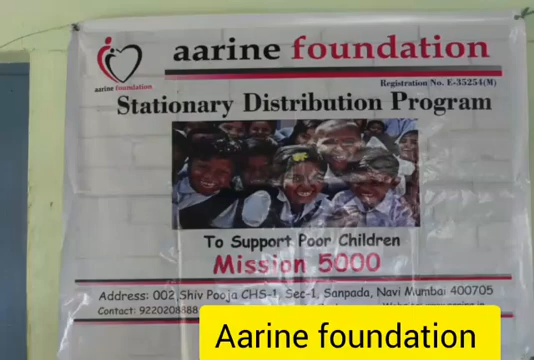 aarine foundation
aarine foundation
Registration No. E-35254(M)
Stationary Distribution Program
To Support Poor Children
Mission 5000
Address: 002,Shiv Pooja CHS-1, Sec-1, Sanpada, Navi Mumbai 400705
Contact:
Aarine foundation